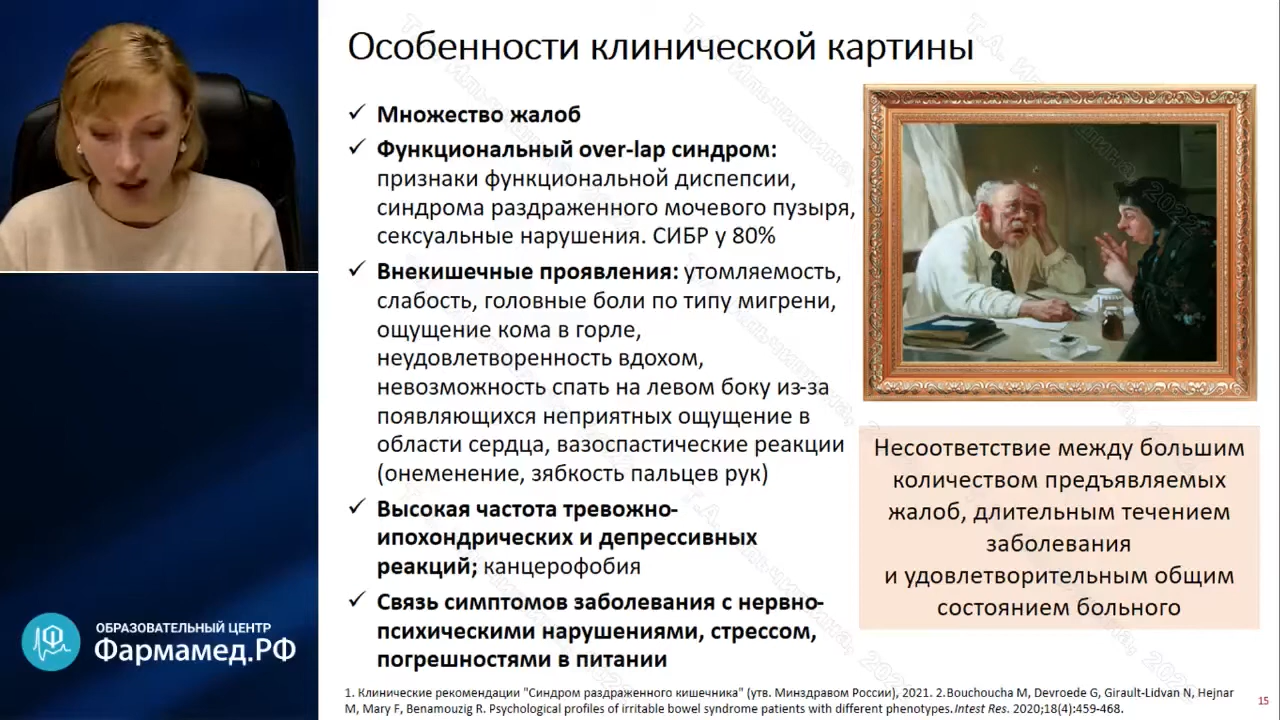 Особенности клинической картины
✓ Множество жалоб
✓ Функциональный over-lap синдром:
признаки функциональной диспепсии,
синдрома раздраженного мочевого пузыря,
сексуальные нарушения. СИБР у 80%
✓ Внекишечные проявления: утомляемость,
слабость, головные боли по типу мигрени,
ощущение кома в горле,
неудовлетворенность вдохом,
невозможность спать на левом боку из-за
появляющихся неприятных ощущение в
области сердца, вазоспастические реакции
(онеменение, зябкость пальцев рук)
✓ Высокая частота тревожно-
ипохондрических и депрессивных
реакций; канцерофобия
✓ Связь симптомов заболевания с нервно-
психическими нарушениями, стрессом,
погрешностями в питании
Несоответствие между большим
количеством предъявляемых
жалоб, длительным течением
заболевания
и удовлетворительным общим
состоянием больного
1. Клинические рекомендации "Синдром раздраженного кишечника" (утв. Минздравом России), 2021. 2.Bouchoucha M, Devroede G, Girault-Lidvan N, Hejnar
M, Mary F, Benamouzig R. Psychological profiles of irritable bowel syndrome patients with different phenotypes. Intest Res. 2020;18(4):459-468.
15
ОБРАЗОВАТЕЛЬНЫЙ ЦЕНТР
Фармамед.РФ